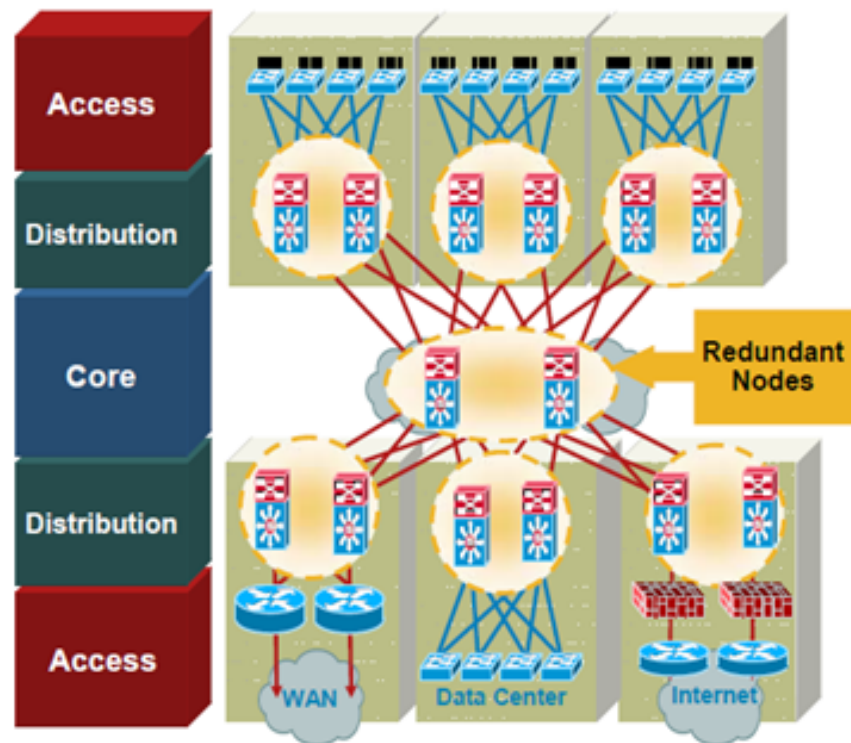 Access
Distribution
Core
Redundant
Nodes
Distribution
Access
WAN
Data Center
Internet